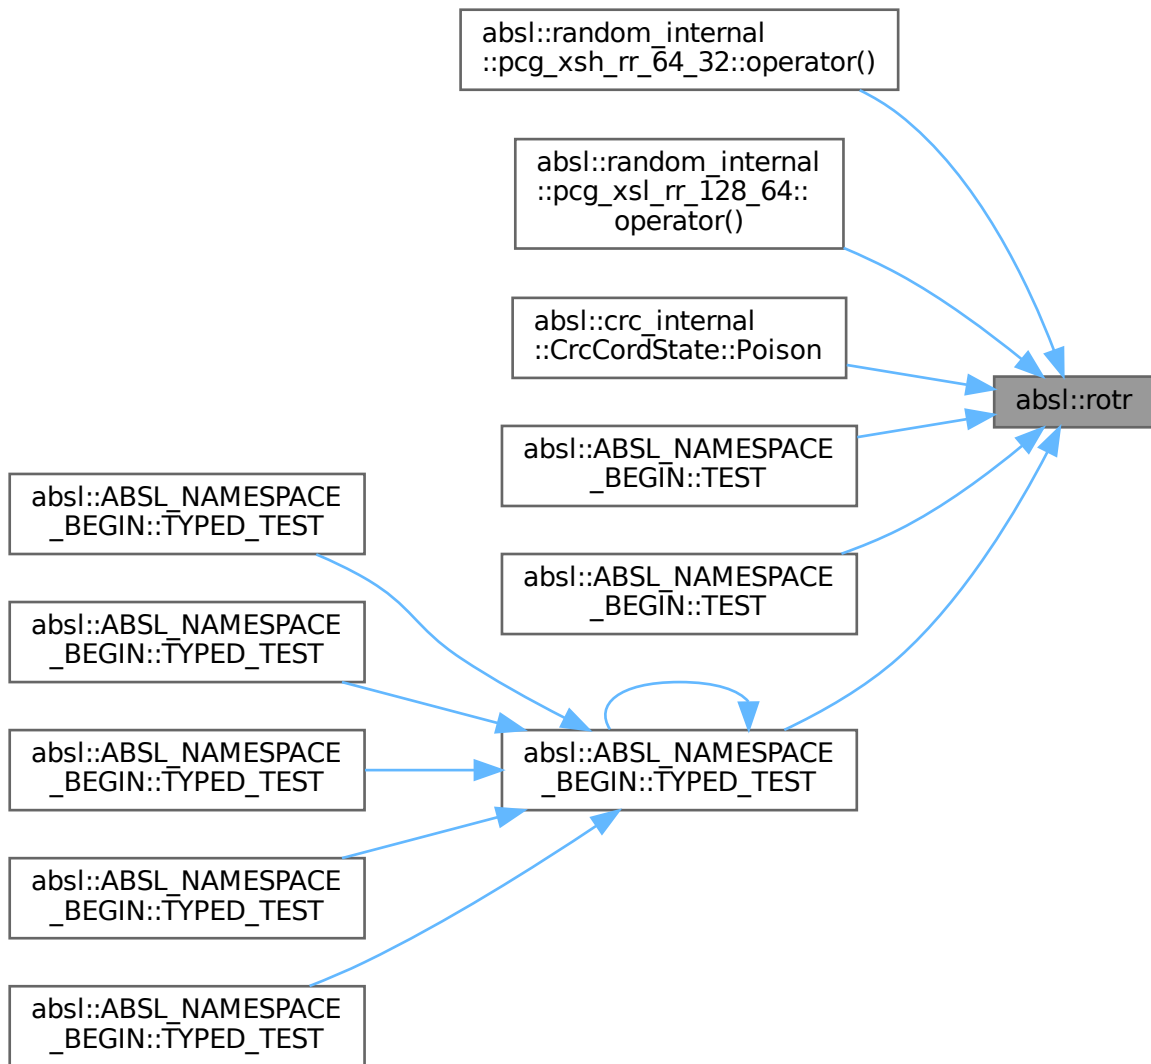 absl::random_internal
::pcg_xsh_rr_64_32::operator()
absl::random_internal
::pcg_xsl_rr_128_64::
operator()
absl::crc_internal
::CrcCordState::Poison
absl::rotr
absl::ABSL_NAMESPACE
_BEGIN::TEST
absl::ABSL_NAMESPACE
_BEGIN::TEST
absl::ABSL_NAMESPACE
_BEGIN::TYPED_TEST
absl::ABSL_NAMESPACE
_BEGIN::TYPED_TEST
absl::ABSL_NAMESPACE
_BEGIN::TYPED_TEST
absl::ABSL_NAMESPACE
_BEGIN::TYPED_TEST
absl::ABSL_NAMESPACE
_BEGIN::TYPED_TEST
absl::ABSL_NAMESPACE
_BEGIN::TYPED_TEST